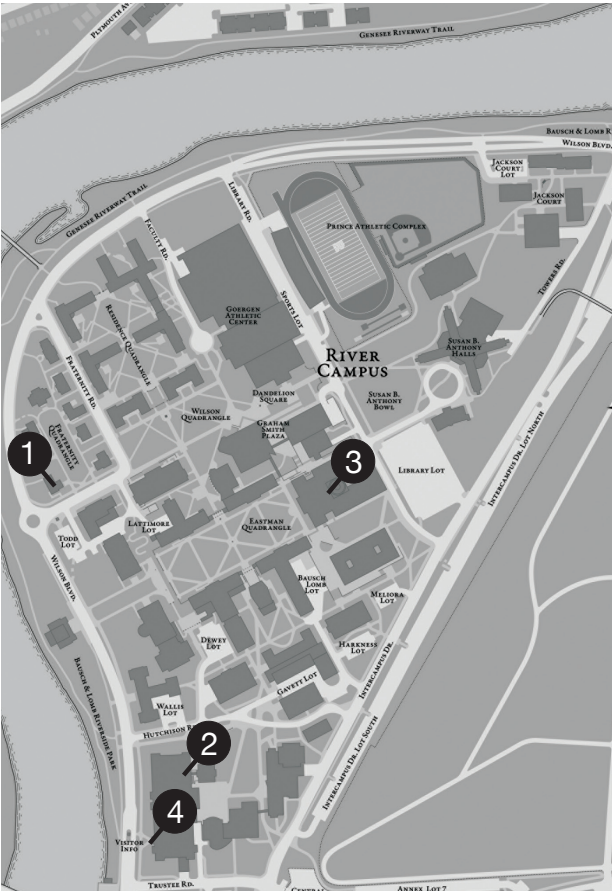 PLYMOUTH AV
GENESEE RIVERWAY TRAIL
BAUSCH & LOMB R
WILSON BLVD.
JACKSON
COURT
LOT
JACKSON
COURT
GENESEE RIVERWAY TRAIL
LIBRARY RD.
FACULTY RD.
PRINCE ATHLETIC COMPLEX
TOWERS RD.
RESIDENCE QUADRANGLE
GOERGEN
ATHLETIC
CENTER
SPORTS LOT
SUSAN B.
ANTHONY
HALLS
RIVER
CAMPUS
FRATERNITY RD.
DANDELION
SQUARE
SUSAN B.
ANTHONY
BOWL
WILSON
QUADRANGLE
GRAHAM
SMITH
PLAZA
FRATERNITY
QUADRANGLE
1
3
LIBRARY LOT
INTERCAMPUS DR. LOT NORTH
LATTIMORE
LOT
EASTMAN
QUADRANGLE
TODD
LOT
WILSON BLVD.
BAUSCH
LOMB
LOT
MELIORA
LOT
DEWEY
LOT
HARKNESS
LOT
INTERCAMPUS DR.
BAUSCH & LOMB RIVERSIDE PARK
GAVETT LOT
WALLIS
LOT
HUTCHISON R
INTERCAMPUS DR. LOT SOUTH
2
4
VISITOR
INFO
TRUSTEE RD.
ANNEX LOT 7